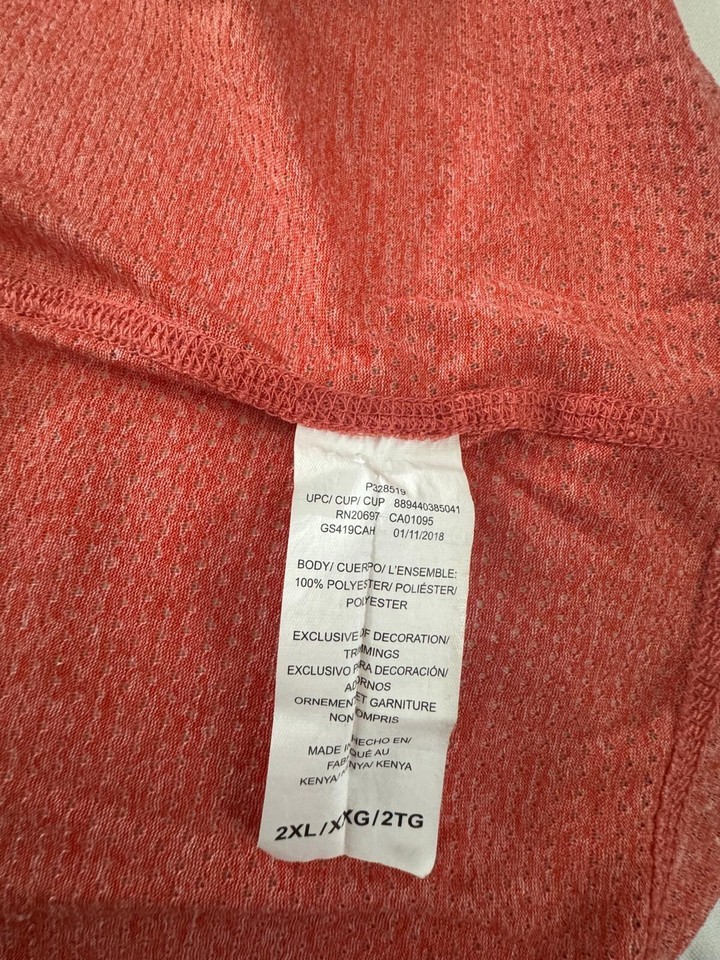 P328519
UPC/ CUP/ CUP 889440385041
RN20697 CA01095
GS419CAH 01/11/2018
BODY/ CUERPO/ L'ENSEMBLE:
100% POLYESTER/ POLIÉSTER/
POLYESTER
EXCLUSIVE OF DECORATION/
TRIMMINGS
EXCLUSIVO PARA DECORACIÓN/
ADORNOS
ORNEMENT ET GARNITURE
NON COMPRIS
MADE IN/ HECHO EN/
FABRIQUÉ AU
KENYA/ KENYA/ KENYA
2XL/XXG/2TG